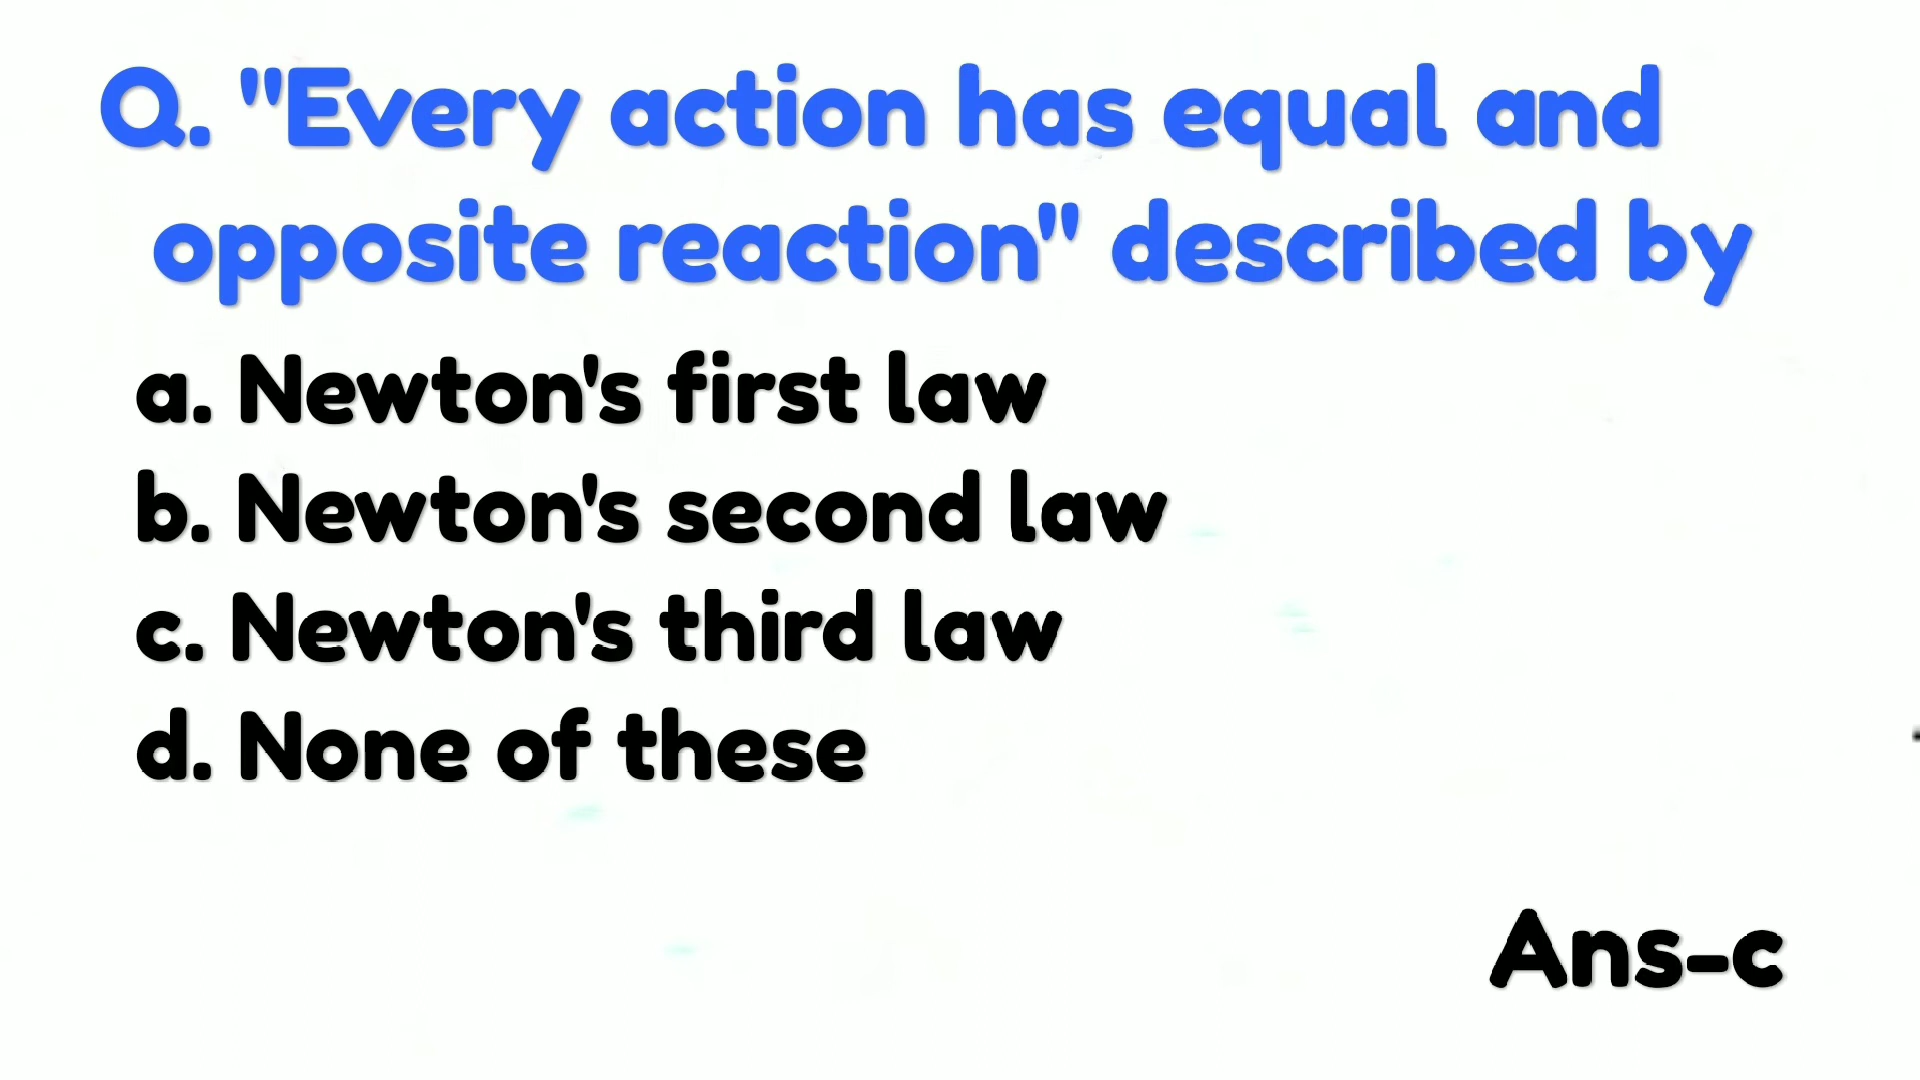 Q. "Every action has equal and
opposite reaction" described by
a. Newton's first law
b. Newton's second law
c. Newton's third law
d. None of these
Ans-c